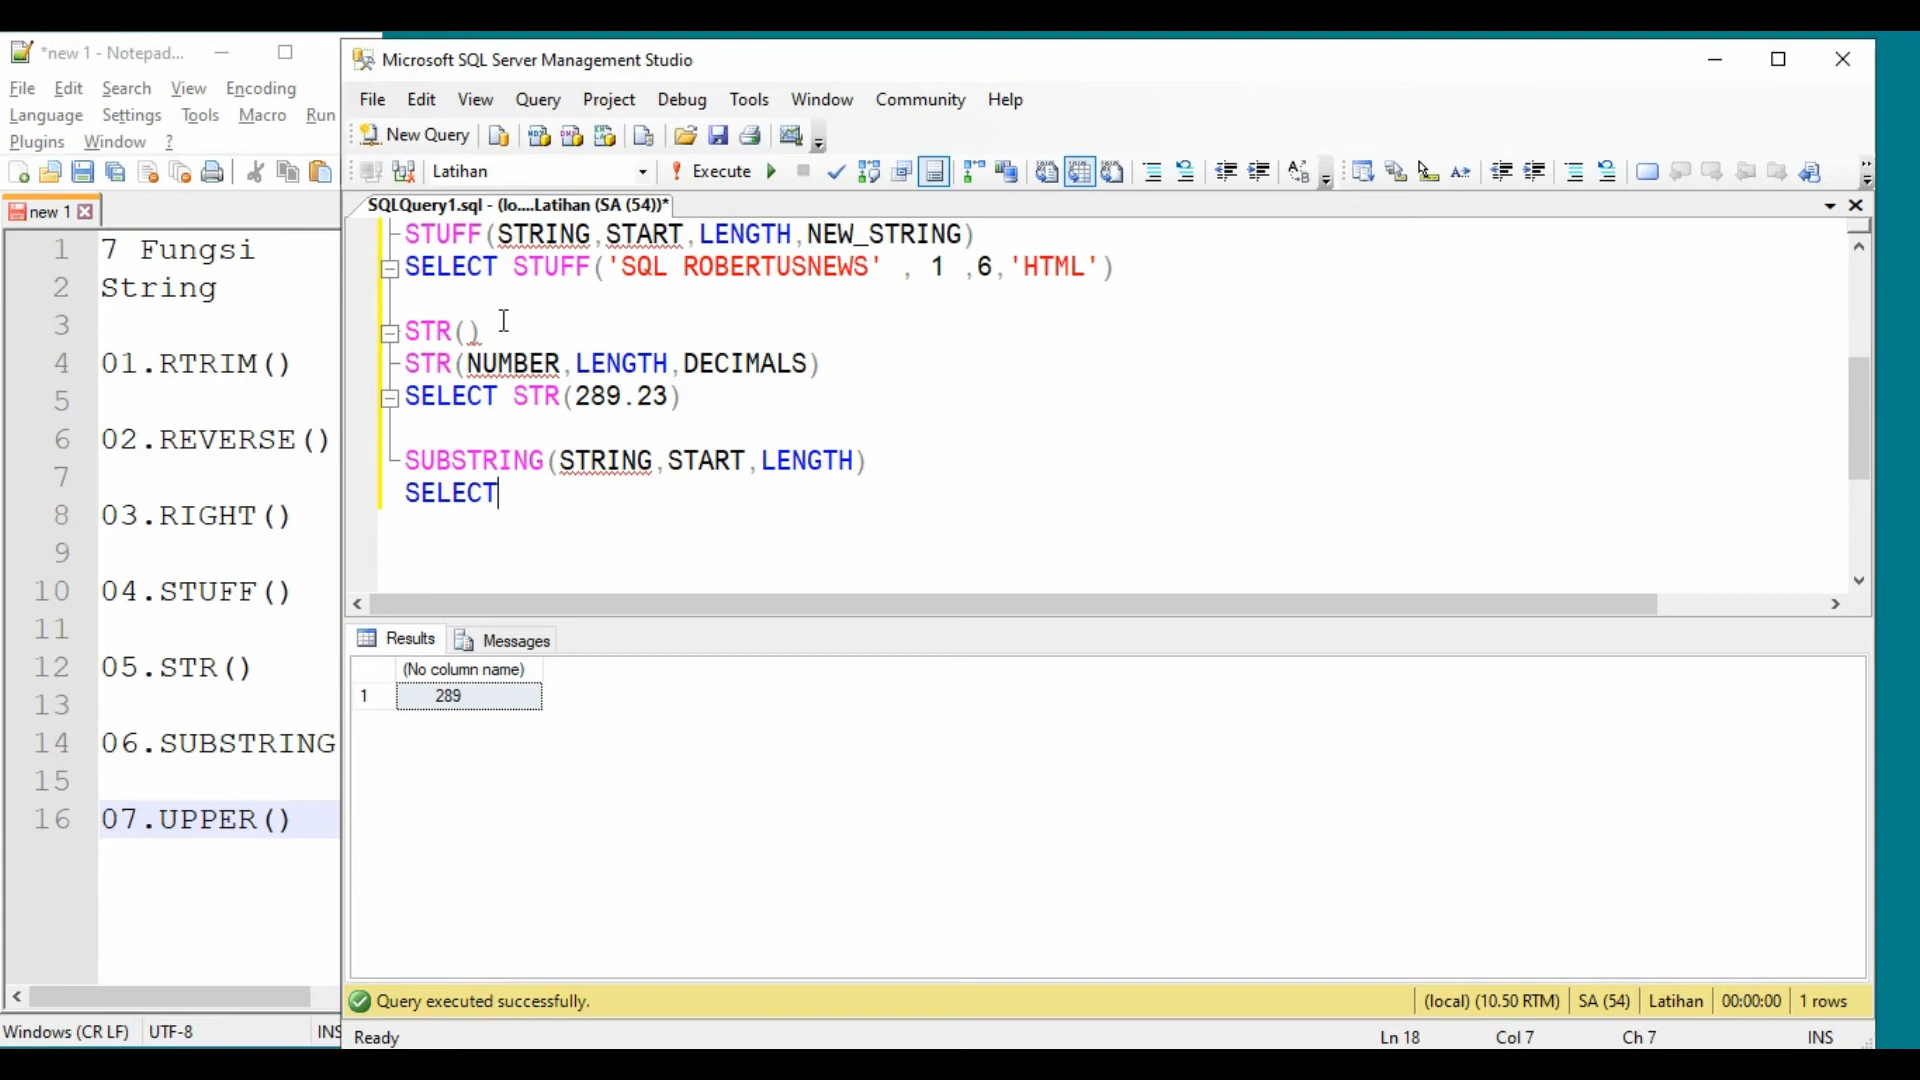 *new 1 - Notepad...
File Edit Search View Encoding
Language Settings Tools Macro Run
Plugins Window ?
new 1
1 7 Fungsi
2 String
3
4 01.RTRIM()
5
6 02.REVERSE()
7
8 03.RIGHT()
9
10 04.STUFF()
11
12 05.STR()
13
14 06.SUBSTRING
15
16 07.UPPER()
Windows (CR LF) UTF-8 INS
Microsoft SQL Server Management Studio
File Edit View Query Project Debug Tools Window Community Help
New Query
Latihan Execute
SQLQuery1.sql - (lo....Latihan (SA (54))*
STUFF(STRING,START,LENGTH,NEW_STRING)
SELECT STUFF('SQL ROBERTUSNEWS' , 1 ,6,'HTML')
STR()
STR(NUMBER,LENGTH,DECIMALS)
SELECT STR(289.23)
SUBSTRING(STRING,START,LENGTH)
SELECT
Results Messages
(No column name)
1 289
Query executed successfully. (local) (10.50 RTM) SA (54) Latihan 00:00:00 1 rows
Ready Ln 18 Col 7 Ch 7 INS